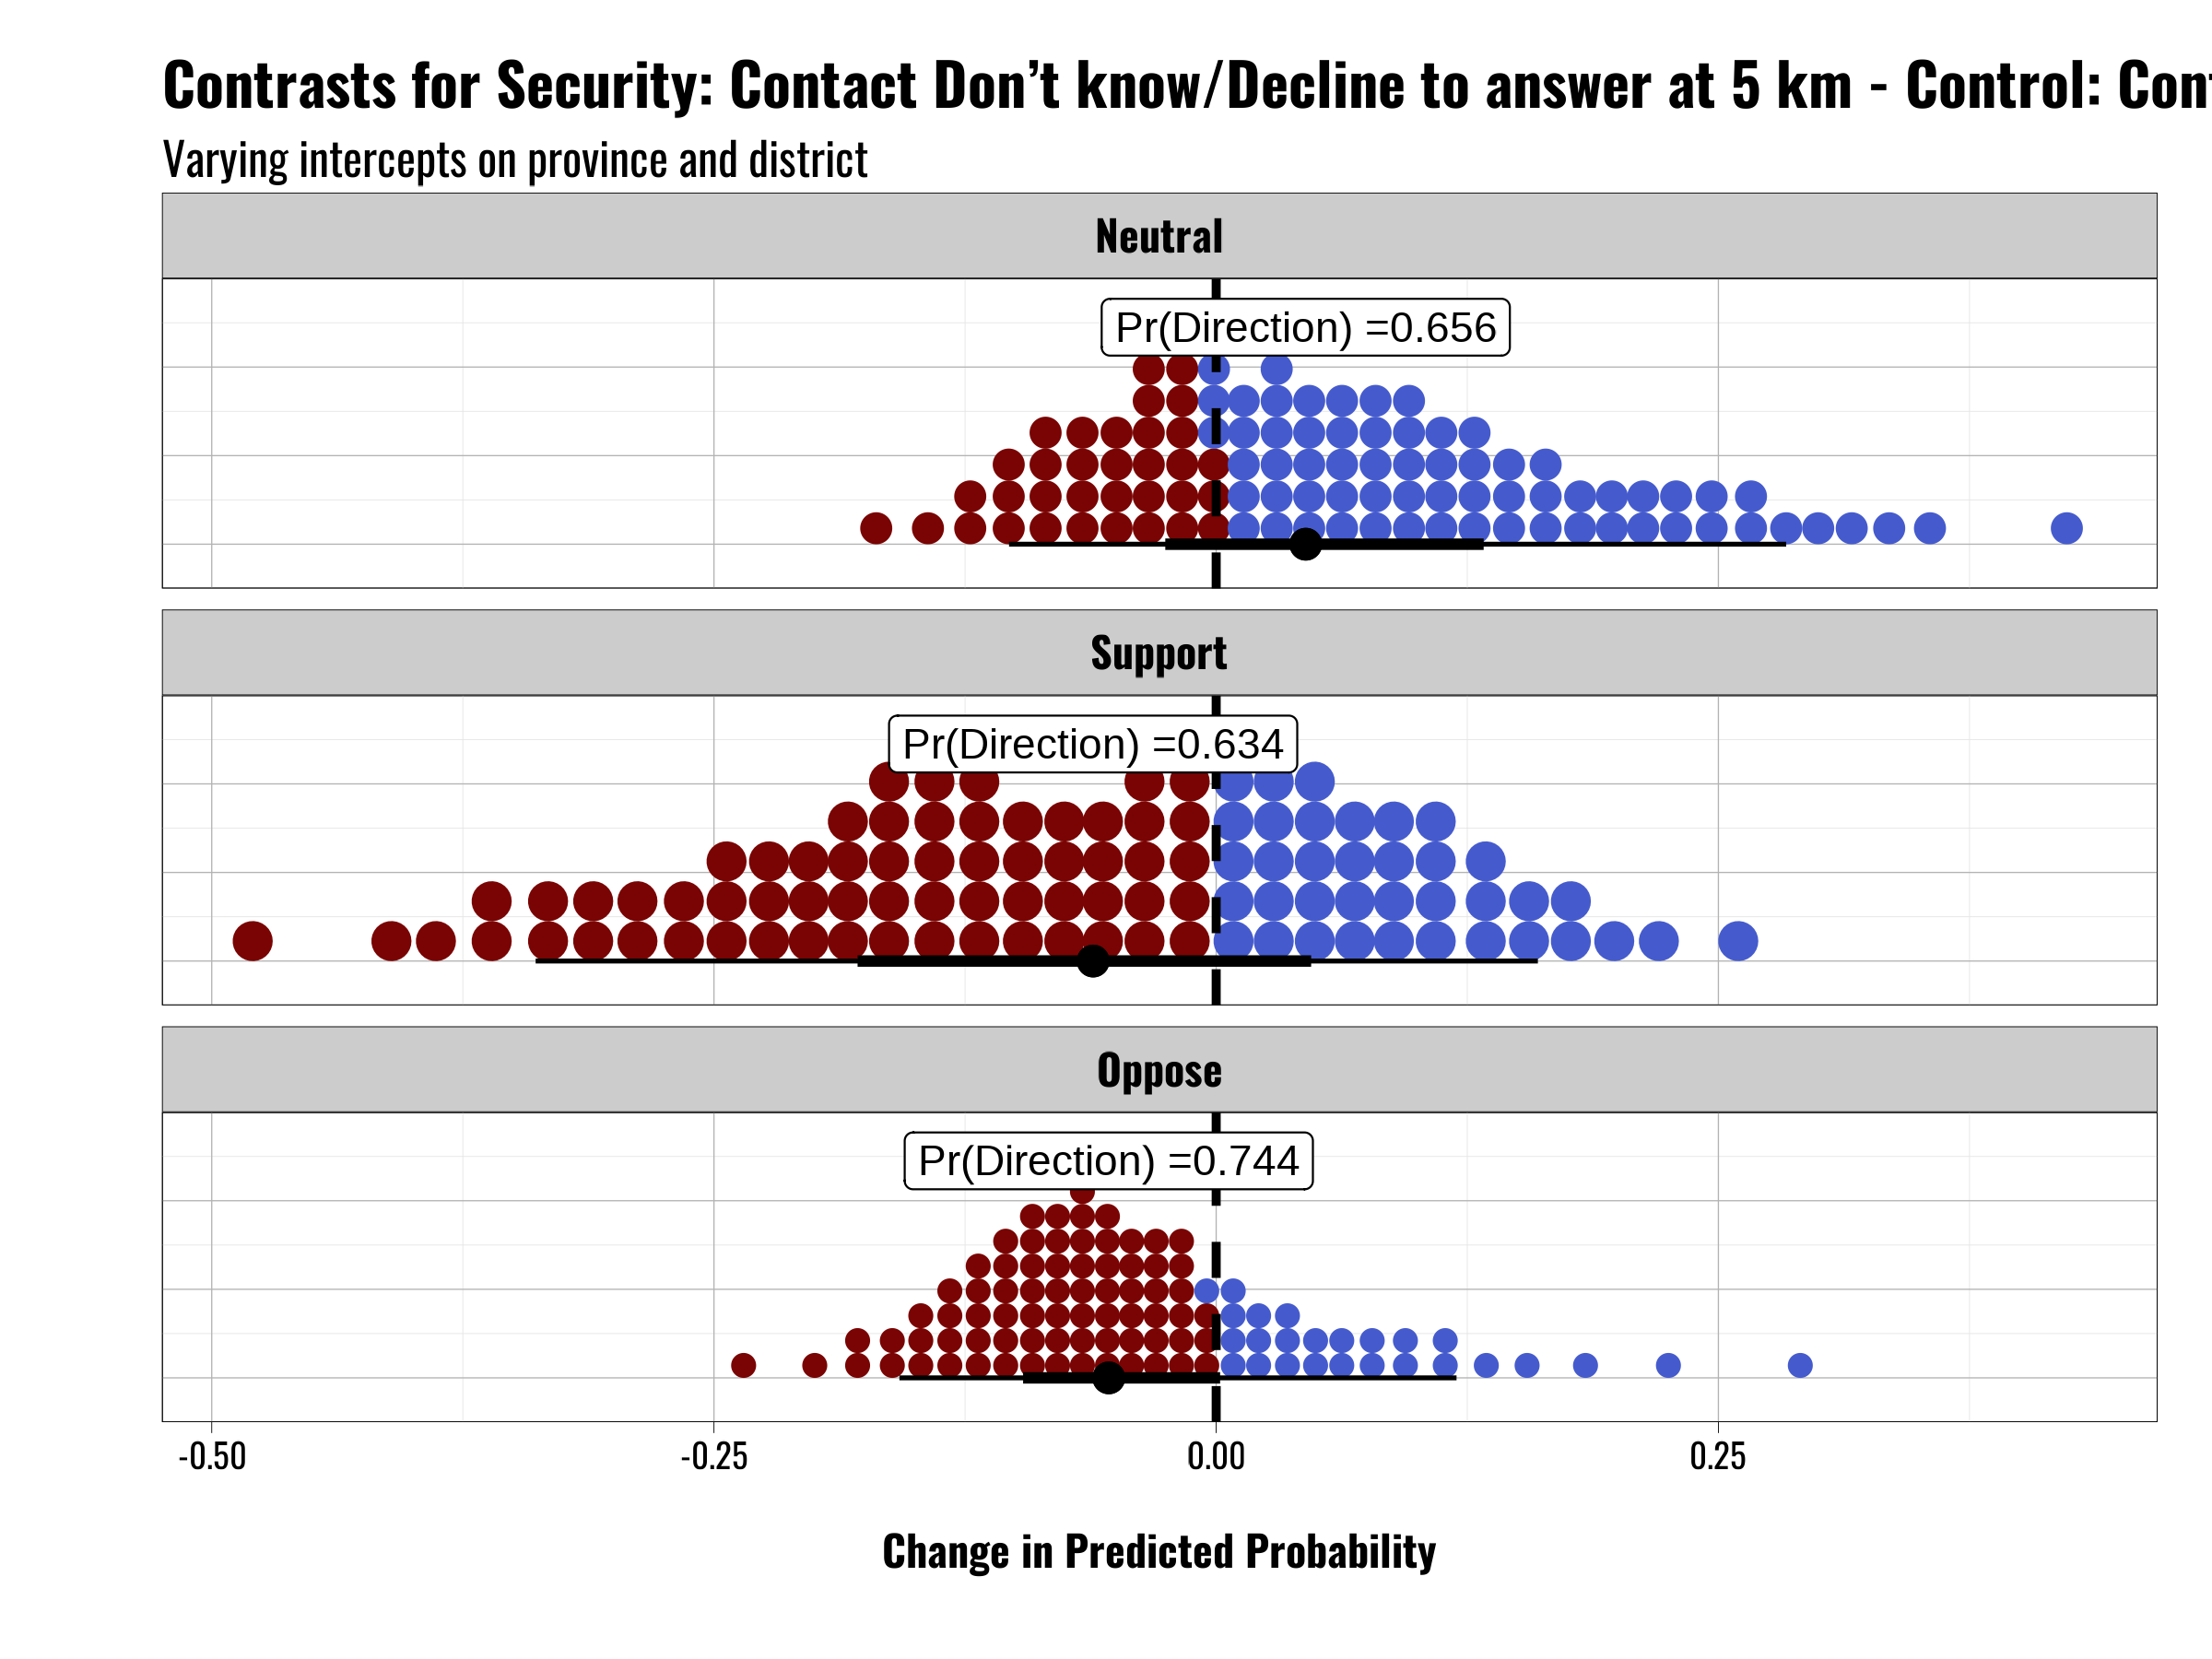 Contrasts for Security: Contact Don’t know/Decline to answer at 5 km - Control: Con
Varying intercepts on province and district
Neutral
Pr(Direction) =0.656
Support
Pr(Direction) =0.634
Oppose
Pr(Direction) =0.744
-0.50 -0.25 0.00 0.25
Change in Predicted Probability